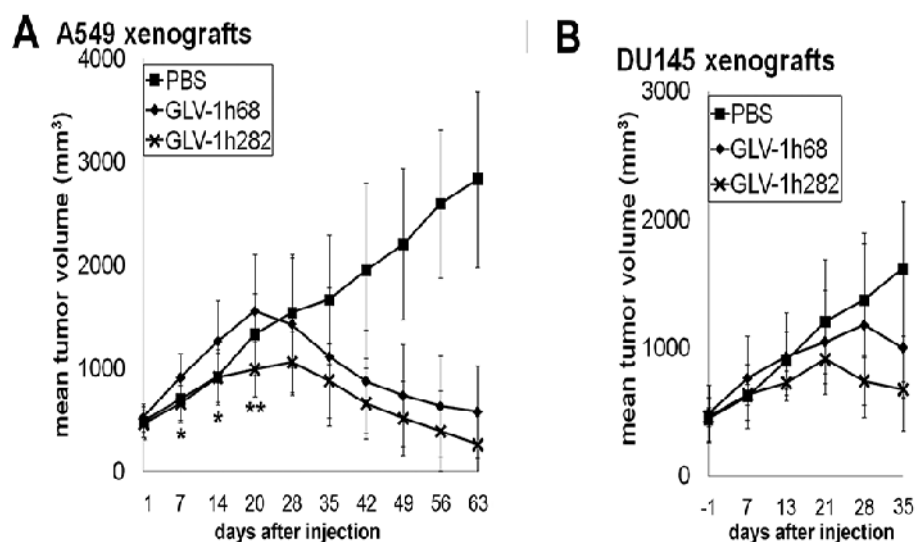 A A549 xenografts
PBS
GLV-1h68
GLV-1h282
mean tumor volume (mm³)
4000
3000
2000
1000
0
* * **
1 7 14 20 28 35 42 49 56 63
days after injection
B
DU145 xenografts
PBS
GLV-1h68
GLV-1h282
mean tumor volume (mm³)
3000
2000
1000
0
-1 7 13 21 28 35
days after injection